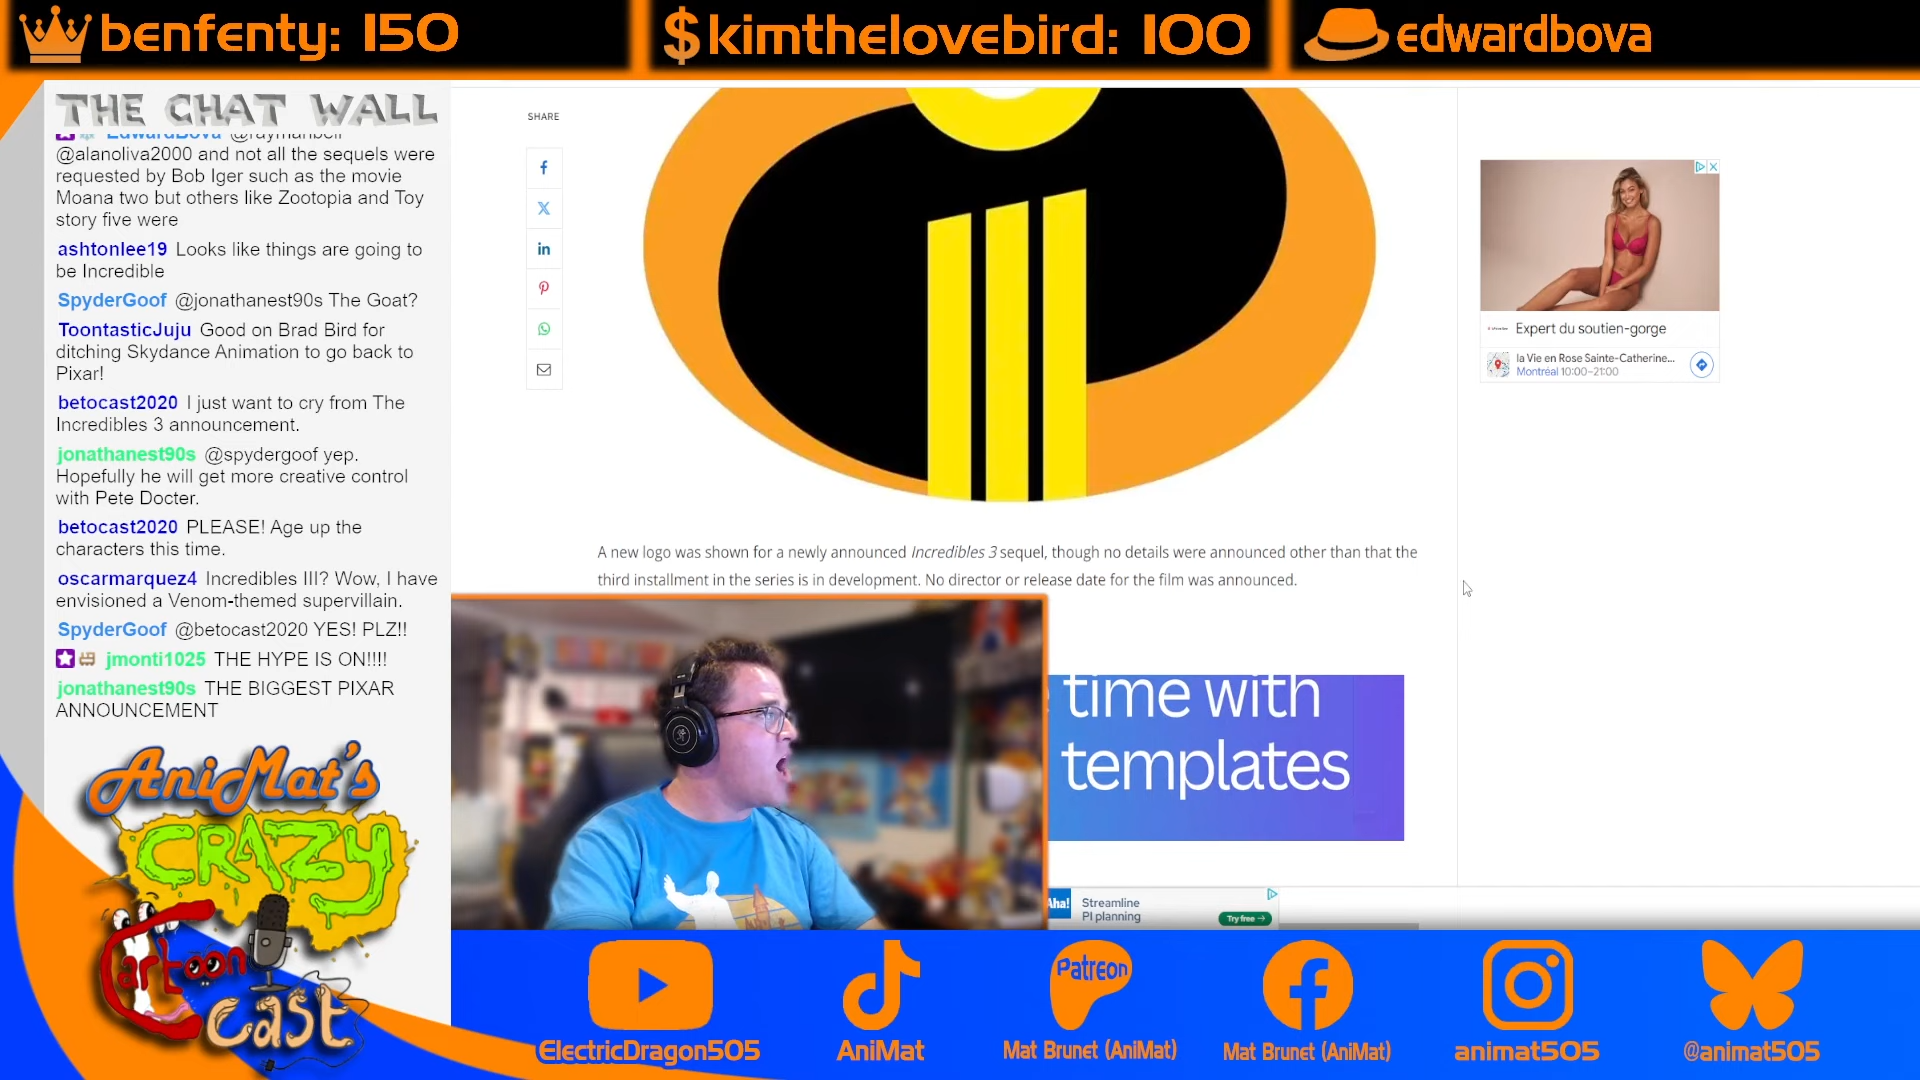 benfenty: 150
$kimthelovebird: 100
edwardbova
THE CHAT WALL
EdwardBova @raymanbell
@alanoliva2000 and not all the sequels were
requested by Bob Iger such as the movie
Moana two but others like Zootopia and Toy
story five were
ashtonlee19 Looks like things are going to
be Incredible
SpyderGoof @jonathanest90s The Goat?
ToontasticJuju Good on Brad Bird for
ditching Skydance Animation to go back to
Pixar!
betocast2020 I just want to cry from The
Incredibles 3 announcement.
jonathanest90s @spydergoof yep.
Hopefully he will get more creative control
with Pete Docter.
betocast2020 PLEASE! Age up the
characters this time.
oscarmarquez4 Incredibles III? Wow, I have
envisioned a Venom-themed supervillain.
SpyderGoof @betocast2020 YES! PLZ!!
jmonti1025 THE HYPE IS ON!!!!
jonathanest90s THE BIGGEST PIXAR
ANNOUNCEMENT
AniMat's
CRAZY
Cartoon
Cast
SHARE
A new logo was shown for a newly announced Incredibles 3 sequel, though no details were announced other than that the
third installment in the series is in development. No director or release date for the film was announced.
time with
templates
Aha!
Streamline
PI planning
Try free →
Expert du soutien-gorge
la Vie en Rose Sainte-Catherine...
Montréal 10:00–21:00
Patreon
ElectricDragon505
AniMat
Mat Brunet (AniMat)
Mat Brunet (AniMat)
animat505
@animat505